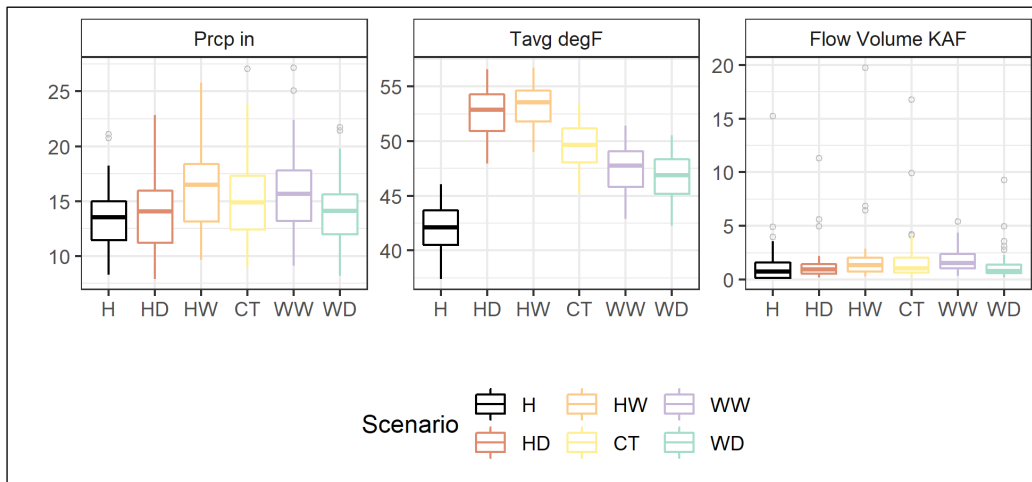 Prcp in
Tavg degF
Flow Volume KAF
25
20
15
10
H HD HW CT WW WD
55
50
45
40
H HD HW CT WW WD
20
15
10
5
0
H HD HW CT WW WD
Scenario
H HW WW
HD CT WD